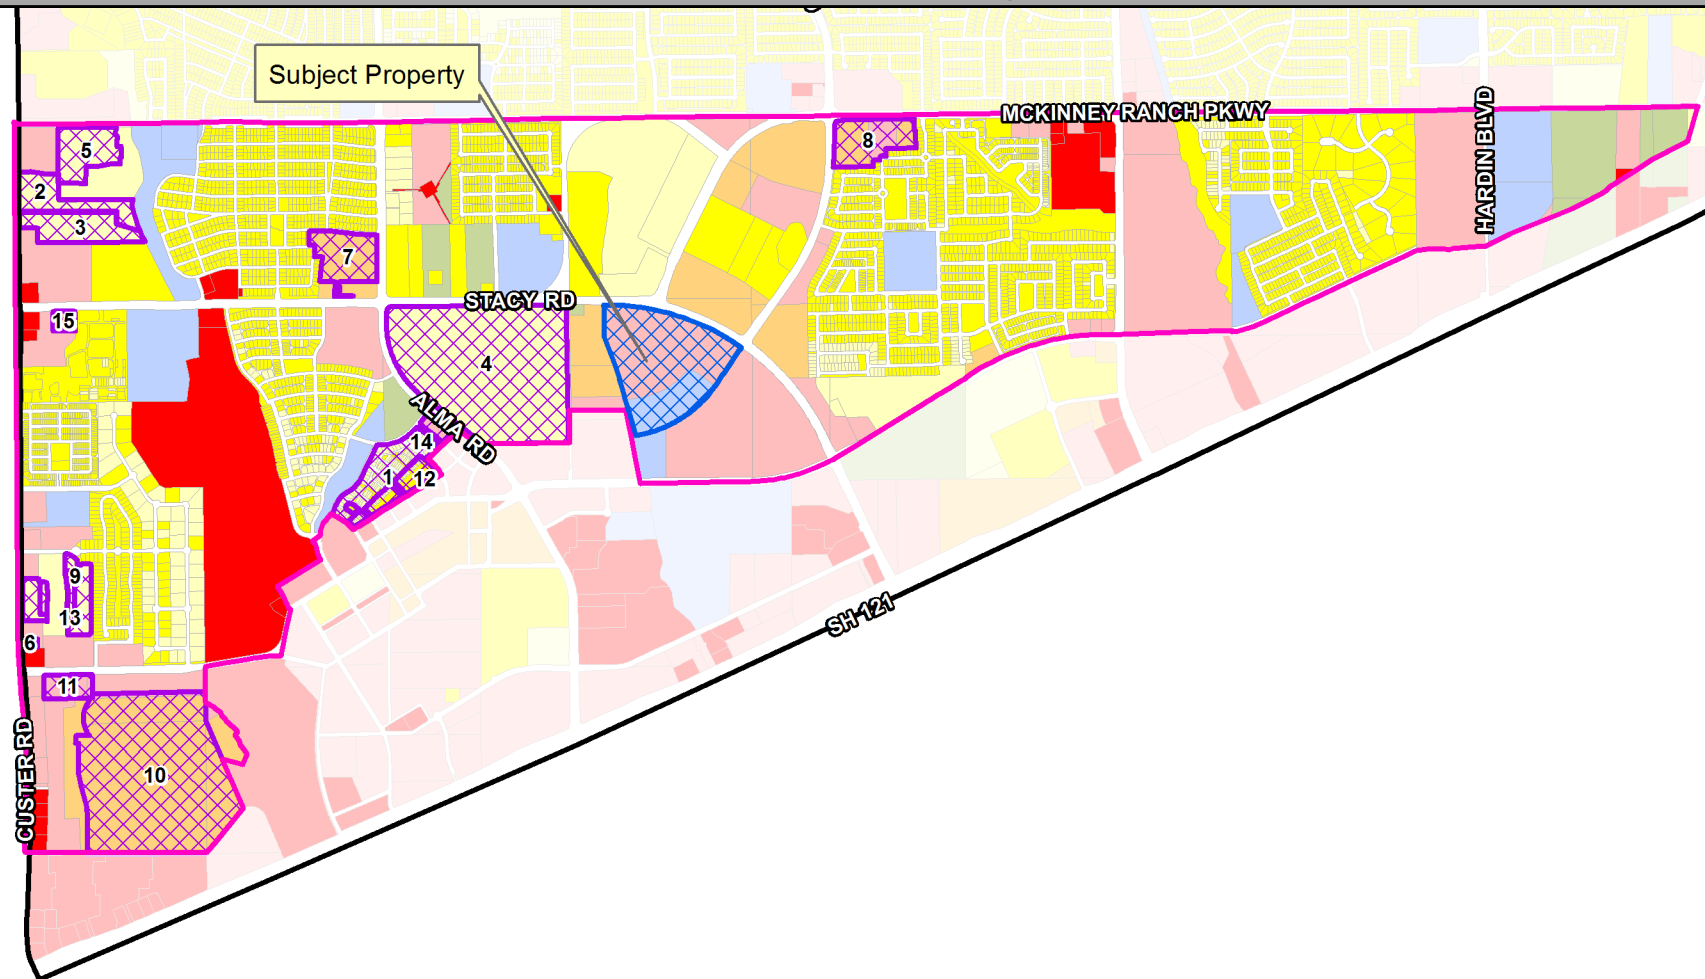 Subject Property
MCKINNEY RANCH PKWY
HARDIN BLVD
5
8
2
3
7
STACY RD
15
4
ALMA RD
14
1
12
9
13
6
SH 121
11
CUSTER RD
10